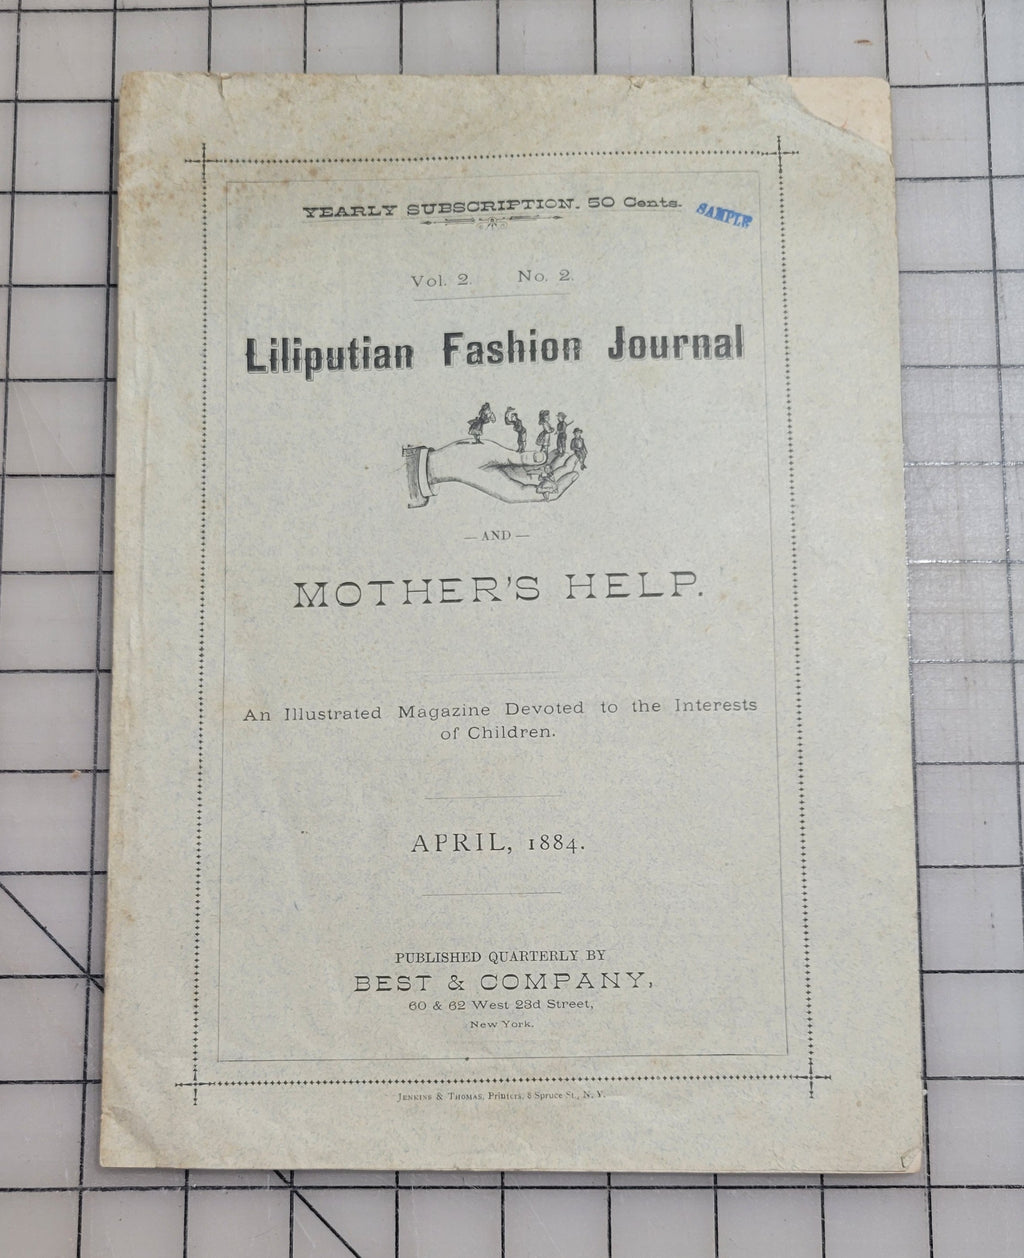 YEARLY SUBSCRIPTION. 50 Cents.
SAMPLE
Vol. 2. No. 2.
Liliputian Fashion Journal
— AND —
MOTHER'S HELP.
An Illustrated Magazine Devoted to the Interests
of Children.
APRIL, 1884.
PUBLISHED QUARTERLY BY
BEST & COMPANY,
60 & 62 West 23d Street,
New York.
JENKINS & THOMAS, Printers, 8 Spruce St., N. Y.